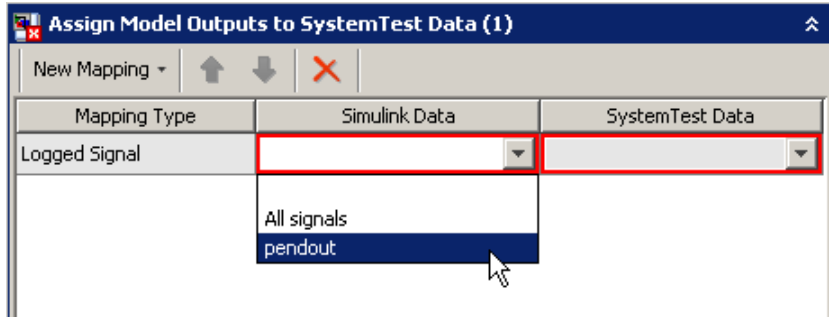 Assign Model Outputs to SystemTest Data (1)
New Mapping
Mapping Type Simulink Data SystemTest Data
Logged Signal
All signals
pendout